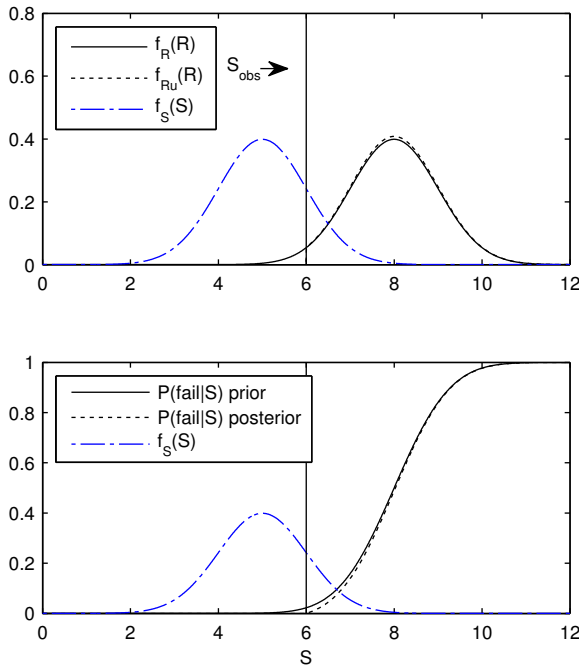 0.8
0.6
0.4
0.2
0
f_R(R)
f_Ru(R)
f_S(S)
S_obs
0 2 4 6 8 10 12
1
0.8
0.6
0.4
0.2
0
P(fail|S) prior
P(fail|S) posterior
f_S(S)
0 2 4 6 8 10 12
S